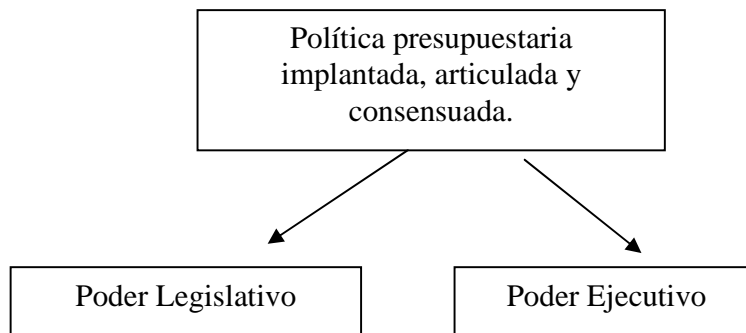 Política presupuestaria
implantada, articulada y
consensuada.
Poder Legislativo
Poder Ejecutivo